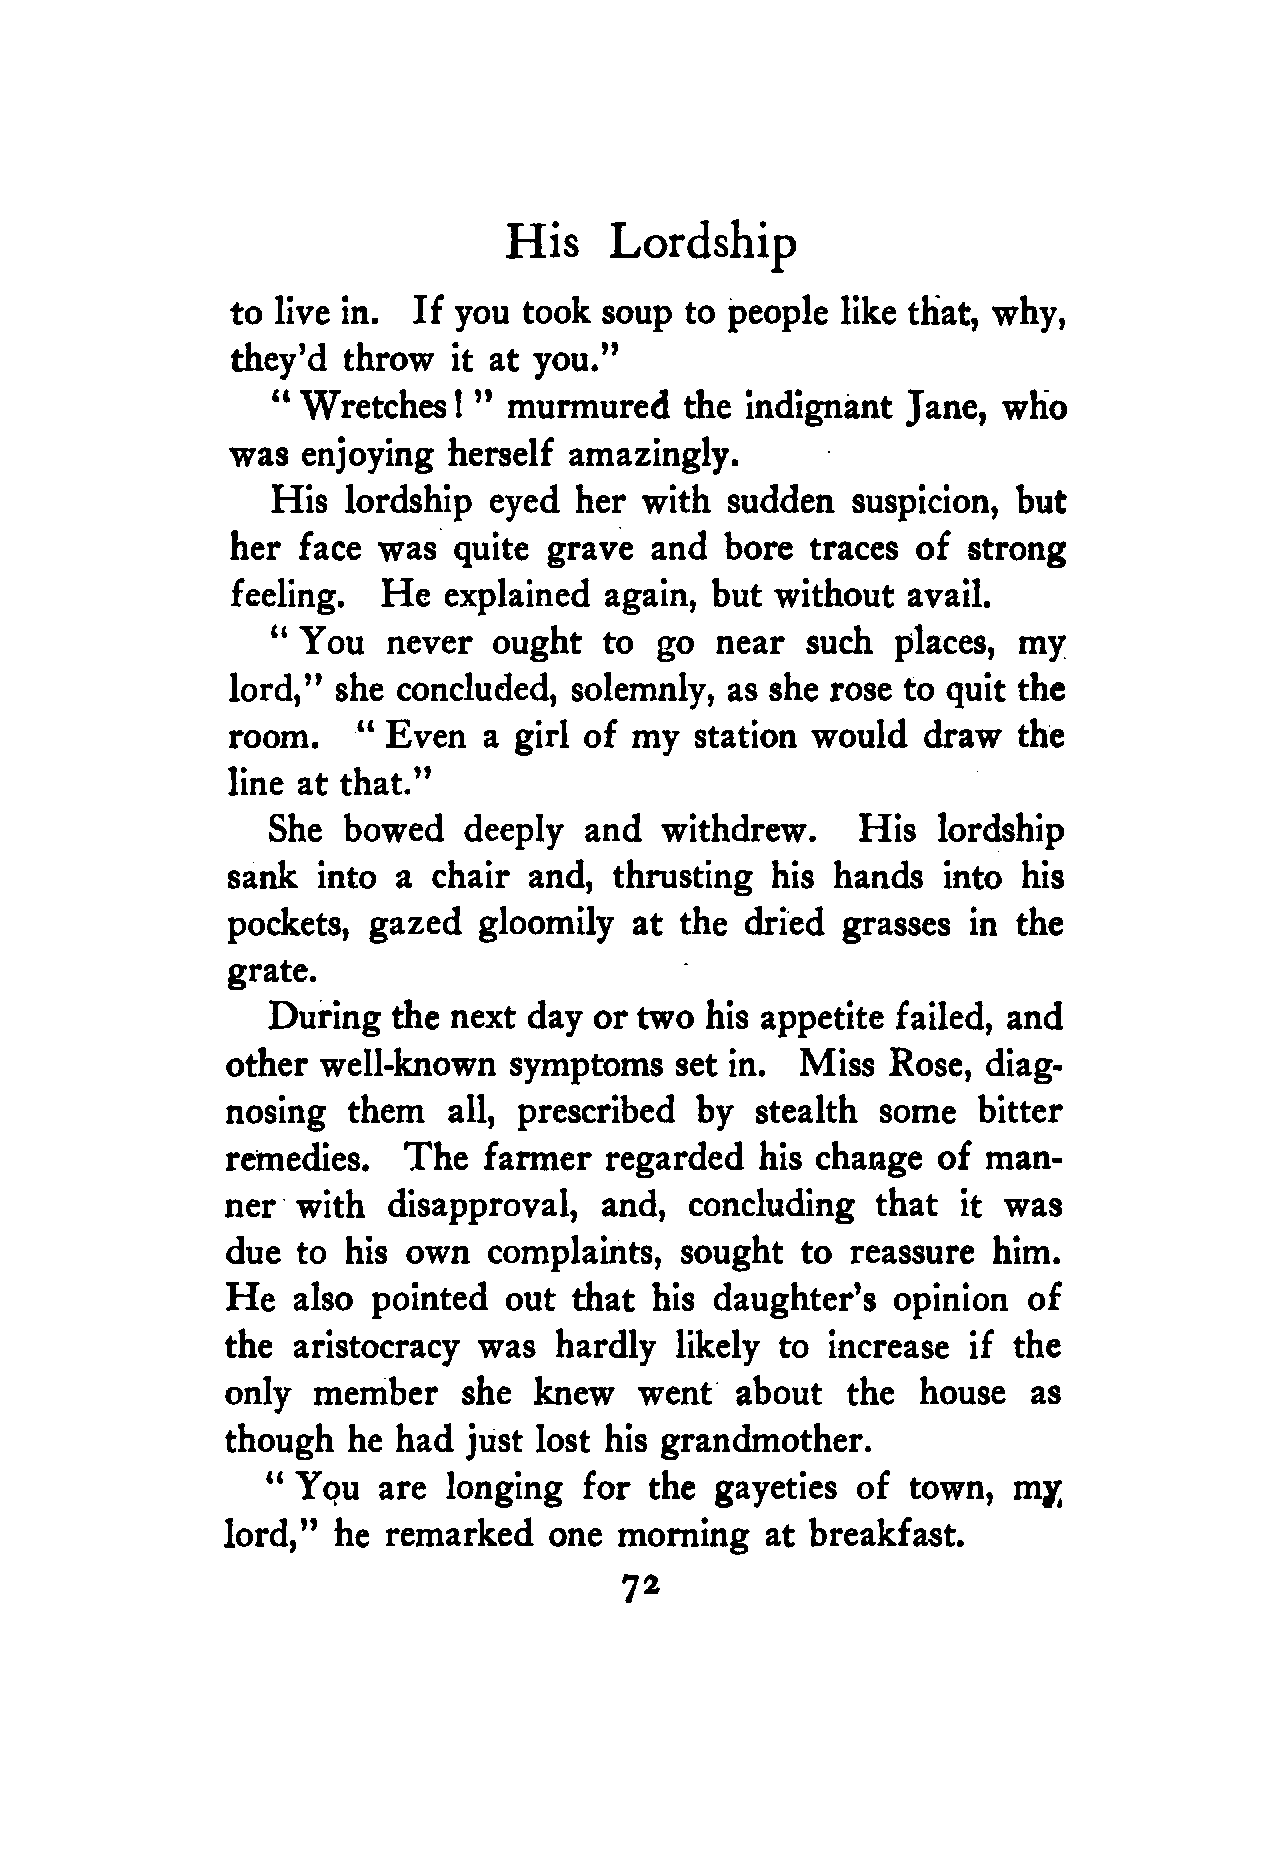 His Lordship
to live in. If you took soup to people like that, why,
they'd throw it at you."
"Wretches!" murmured the indignant Jane, who
was enjoying herself amazingly.
His lordship eyed her with sudden suspicion, but
her face was quite grave and bore traces of strong
feeling. He explained again, but without avail.
"You never ought to go near such places, my
lord," she concluded, solemnly, as she rose to quit the
room. "Even a girl of my station would draw the
line at that."
She bowed deeply and withdrew. His lordship
sank into a chair and, thrusting his hands into his
pockets, gazed gloomily at the dried grasses in the
grate.
During the next day or two his appetite failed, and
other well-known symptoms set in. Miss Rose, diag-
nosing them all, prescribed by stealth some bitter
remedies. The farmer regarded his change of man-
ner with disapproval, and, concluding that it was
due to his own complaints, sought to reassure him.
He also pointed out that his daughter's opinion of
the aristocracy was hardly likely to increase if the
only member she knew went about the house as
though he had just lost his grandmother.
"You are longing for the gayeties of town, my
lord," he remarked one morning at breakfast.
72